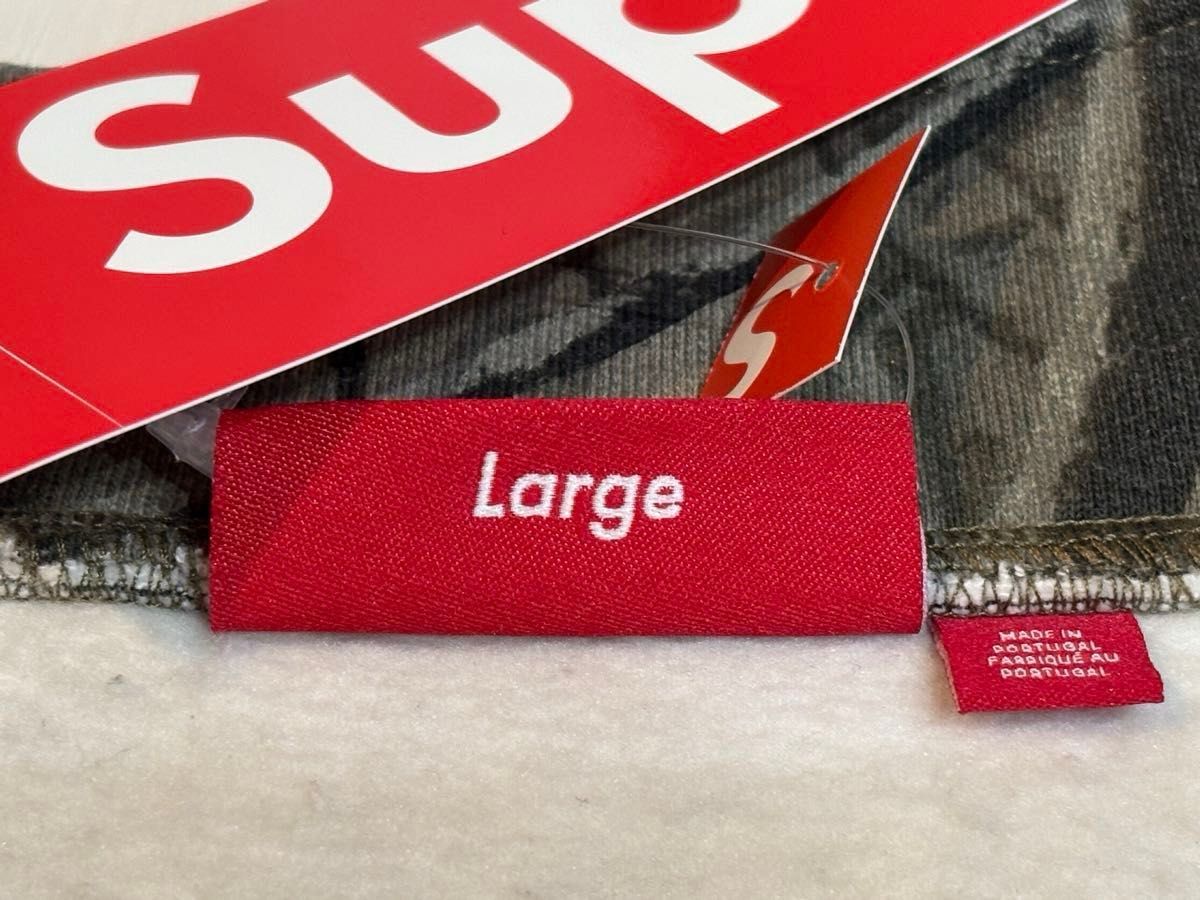 Sup
S
Large
MADE IN
PORTUGAL
FABRIQUÉ AU
PORTUGAL